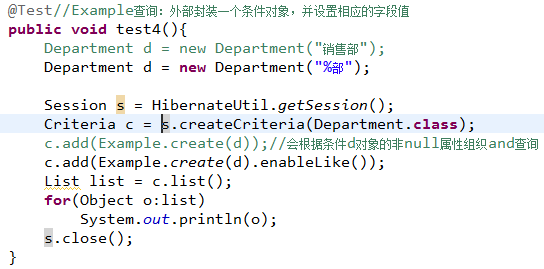 @Test//Example查询：外部封装一个条件对象，并设置相应的字段值
public void test4(){
Department d = new Department("销售部");
Department d = new Department("%部");
Session s = HibernateUtil.getSession();
Criteria c = s.createCriteria(Department.class);
c.add(Example.create(d));//会根据条件d对象的非null属性组织and查询
c.add(Example.create(d).enableLike());
List list = c.list();
for(Object o:list)
System.out.println(o);
s.close();
}